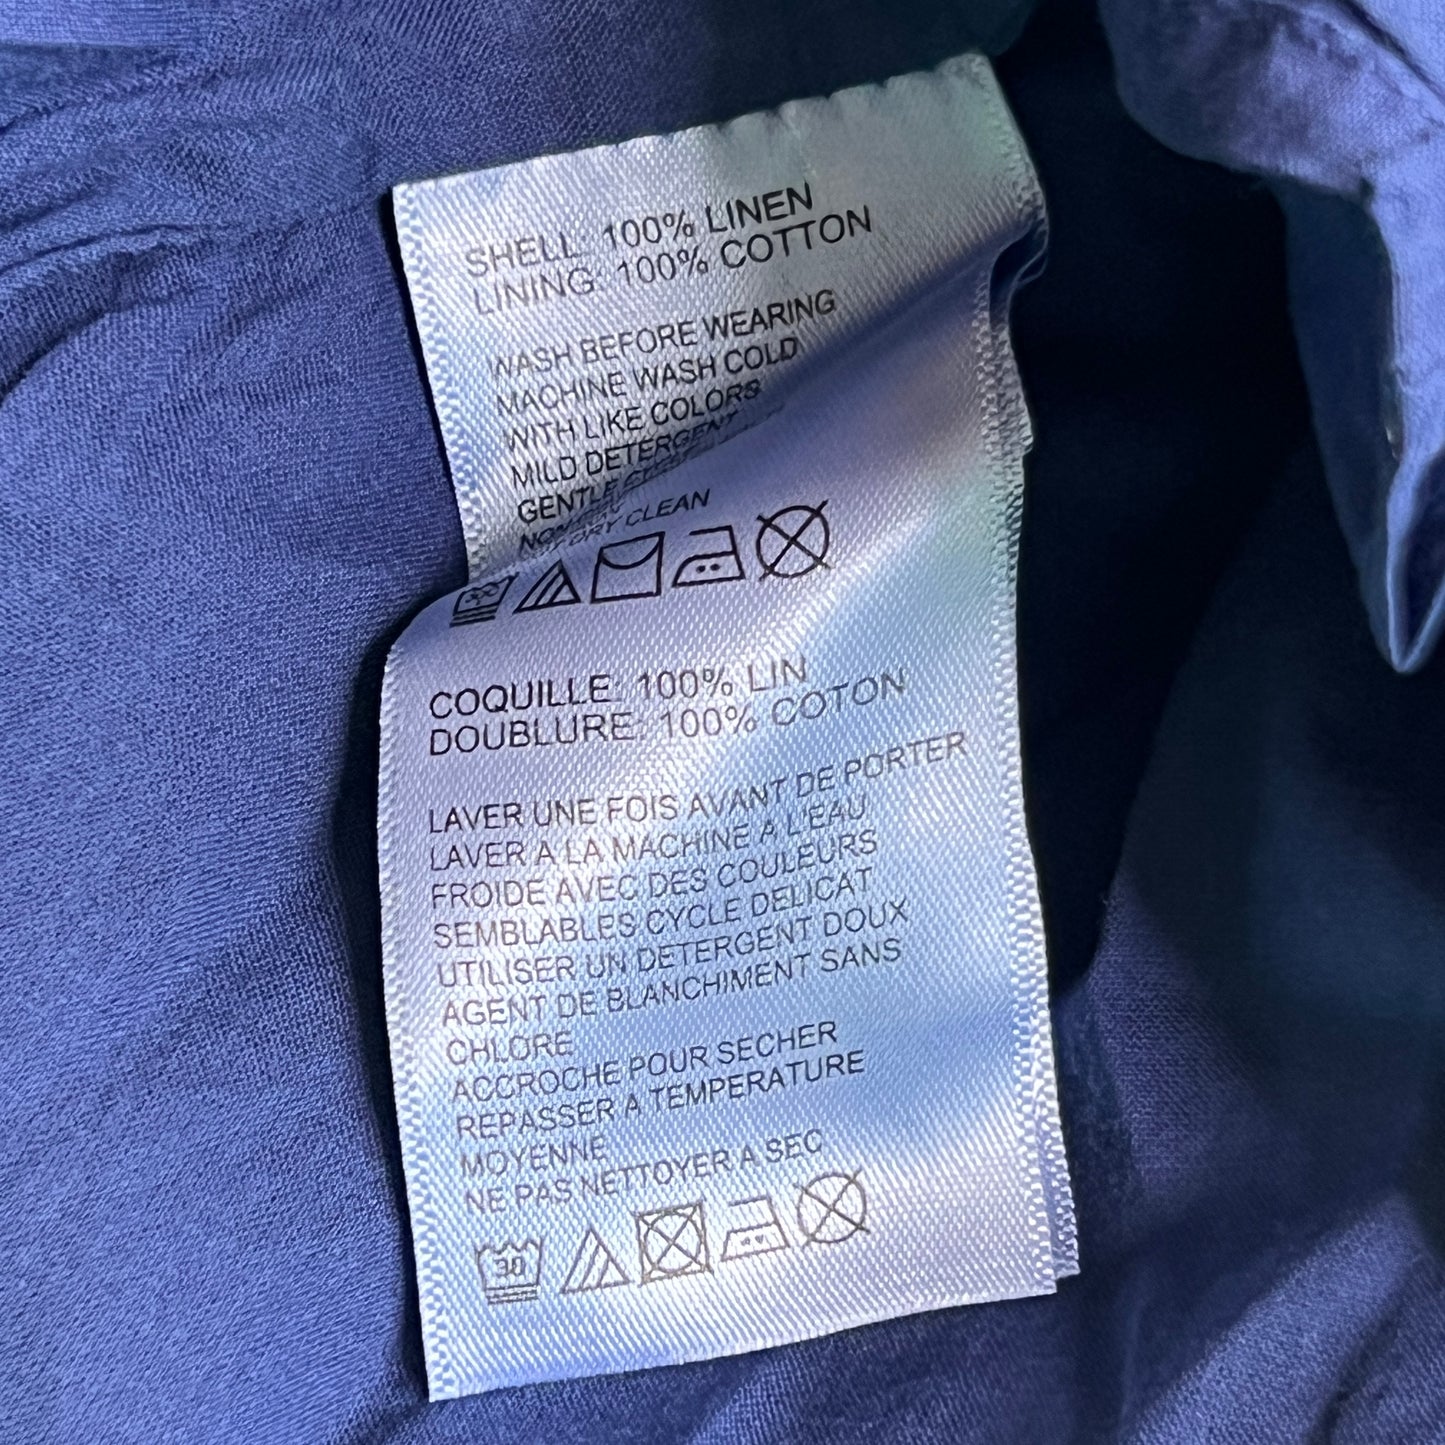 SHELL: 100% LINEN
LINING: 100% COTTON
WASH BEFORE WEARING
MACHINE WASH COLD
WITH LIKE COLORS
MILD DETERGENT
GENTLE
DRY CLEAN
COQUILLE: 100% LIN
DOUBLURE: 100% COTON
LAVER UNE FOIS AVANT DE PORTER
LAVER A LA MACHINE A L'EAU
FROIDE AVEC DES COULEURS
SEMBLABLES CYCLE DELICAT
UTILISER UN DETERGENT DOUX
AGENT DE BLANCHIMENT SANS
CHLORE
ACCROCHE POUR SECHER
REPASSER A TEMPERATURE
MOYENNE
NE PAS NETTOYER A SEC
30